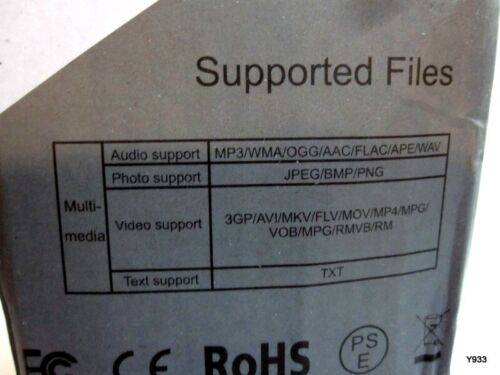 Supported Files
Audio support MP3/WMA/OGG/AAC/FLAC/APE/WAV
Photo support JPEG/BMP/PNG
Multi-
media
Video support 3GP/AVI/MKV/FLV/MOV/MP4/MPG/
VOB/MPG/RMVB/RM
Text support TXT
FC CE RoHS PS
E
Y933